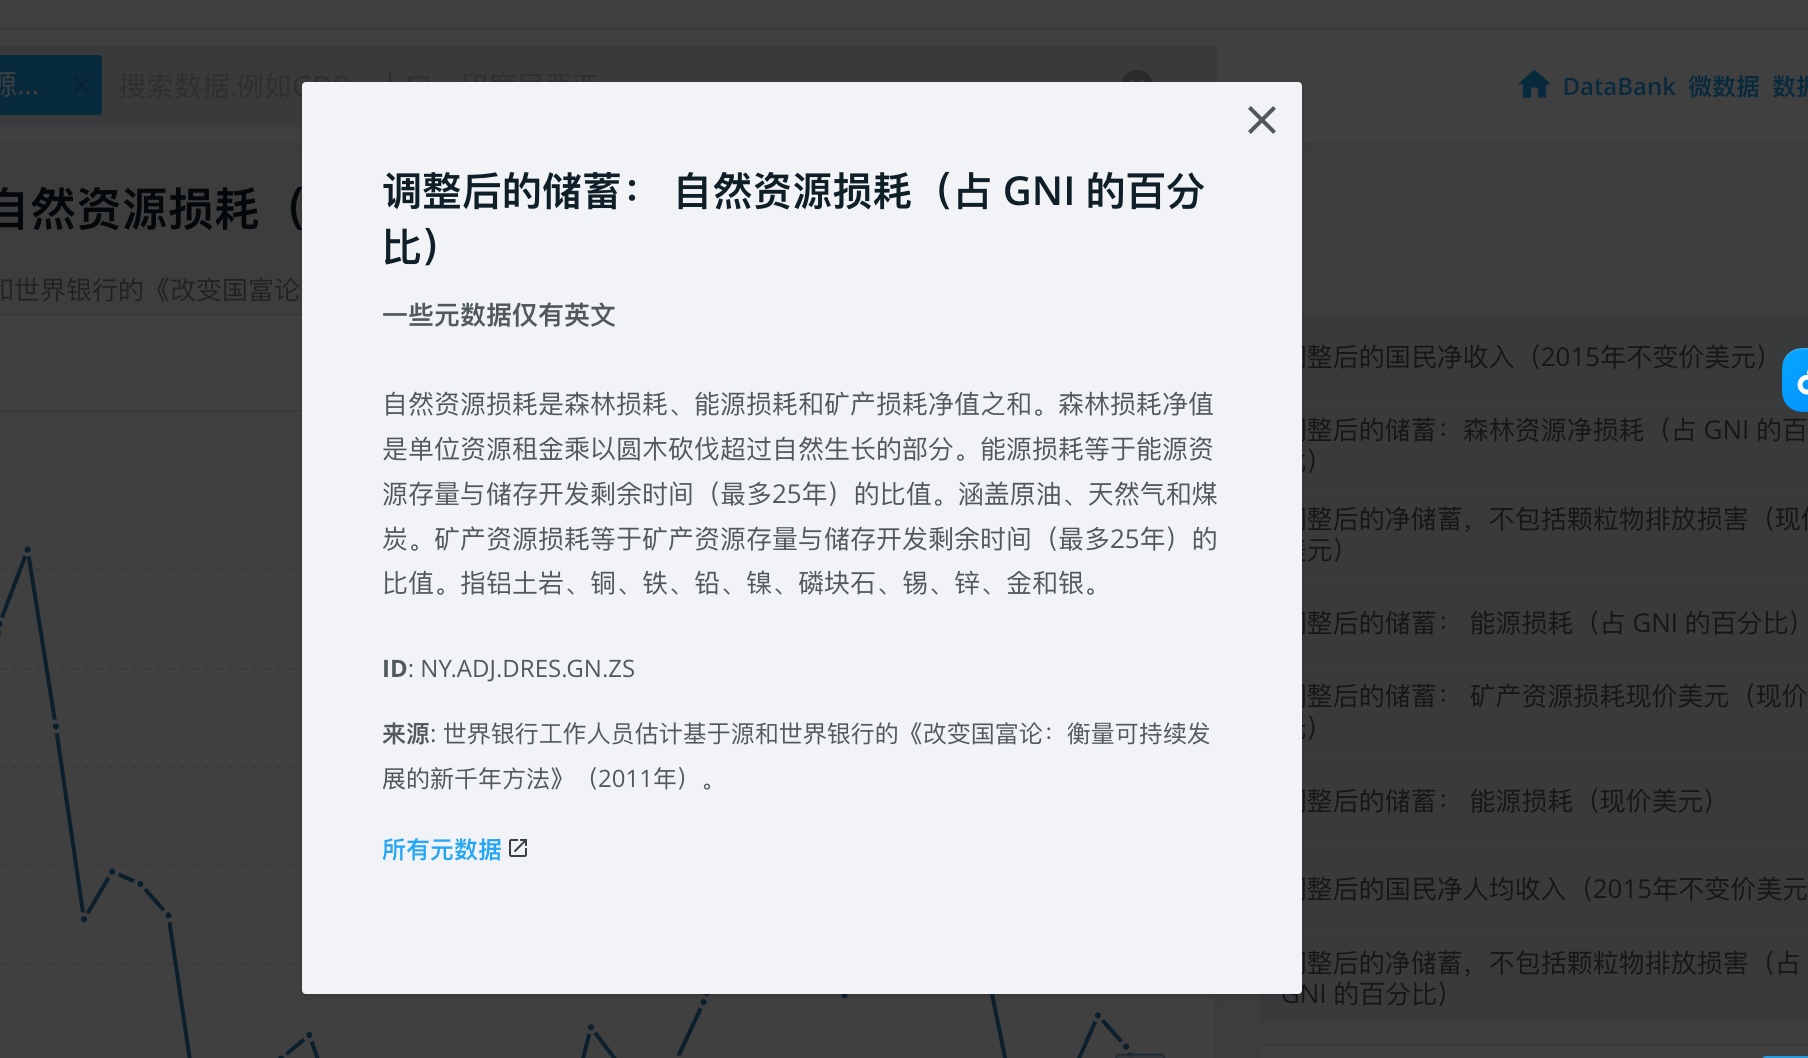 源...
搜索数据.例如G
DataBank 微数据 数据
自然资源损耗（
和世界银行的《改变国富论
调整后的储蓄： 自然资源损耗（占 GNI 的百分
比）
一些元数据仅有英文
自然资源损耗是森林损耗、能源损耗和矿产损耗净值之和。森林损耗净值
是单位资源租金乘以圆木砍伐超过自然生长的部分。能源损耗等于能源资
源存量与储存开发剩余时间（最多25年）的比值。涵盖原油、天然气和煤
炭。矿产资源损耗等于矿产资源存量与储存开发剩余时间（最多25年）的
比值。指铝土岩、铜、铁、铅、镍、磷块石、锡、锌、金和银。
ID: NY.ADJ.DRES.GN.ZS
来源: 世界银行工作人员估计基于源和世界银行的《改变国富论：衡量可持续发
展的新千年方法》（2011年）。
所有元数据
整后的国民净收入（2015年不变价美元）
整后的储蓄：森林资源净损耗（占 GNI 的百
）
整后的净储蓄，不包括颗粒物排放损害（现
元）
整后的储蓄： 能源损耗（占 GNI 的百分比）
整后的储蓄： 矿产资源损耗现价美元（现价
）
整后的储蓄： 能源损耗（现价美元）
整后的国民净人均收入（2015年不变价美元
整后的净储蓄，不包括颗粒物排放损害（占
GNI 的百分比）